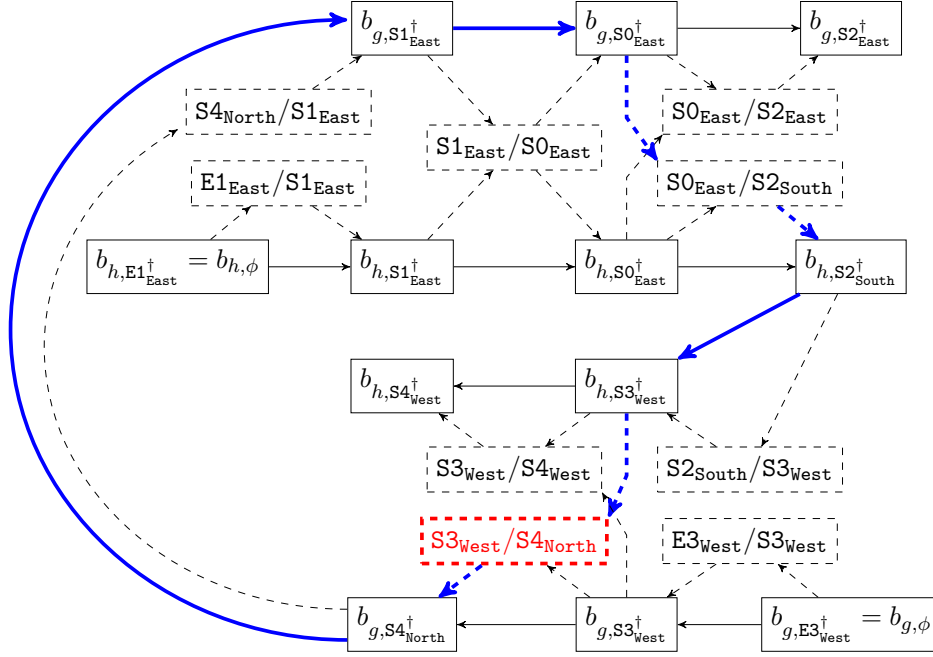 b_{g,S1†East} b_{g,S0†East} b_{g,S2†East}
S4North/S1East S0East/S2East
S1East/S0East
E1East/S1East S0East/S2South
b_{h,E1†East} = b_{h,ϕ} b_{h,S1†East} b_{h,S0†East} b_{h,S2†South}
b_{h,S4†West} b_{h,S3†West}
S3West/S4West S2South/S3West
S3West/S4North E3West/S3West
b_{g,S4†North} b_{g,S3†West} b_{g,E3†West} = b_{g,ϕ}